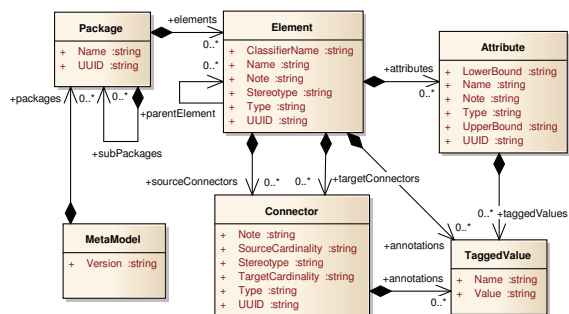 Package
+ Name :string
+ UUID :string
+elements
0..*
Element
+ ClassifierName :string
+ Name :string
+ Note :string
+ Stereotype :string
+ Type :string
+ UUID :string
0..*
+parentElement
+attributes
0..*
Attribute
+ LowerBound :string
+ Name :string
+ Note :string
+ Type :string
+ UpperBound :string
+ UUID :string
+packages
0..*
0..*
+subPackages
+sourceConnectors
0..*
0..*
+targetConnectors
0..*
+taggedValues
MetaModel
+ Version :string
Connector
+ Note :string
+ SourceCardinality :string
+ Stereotype :string
+ TargetCardinality :string
+ Type :string
+ UUID :string
0..*
+annotations
+annotations
0..*
TaggedValue
+ Name :string
+ Value :string